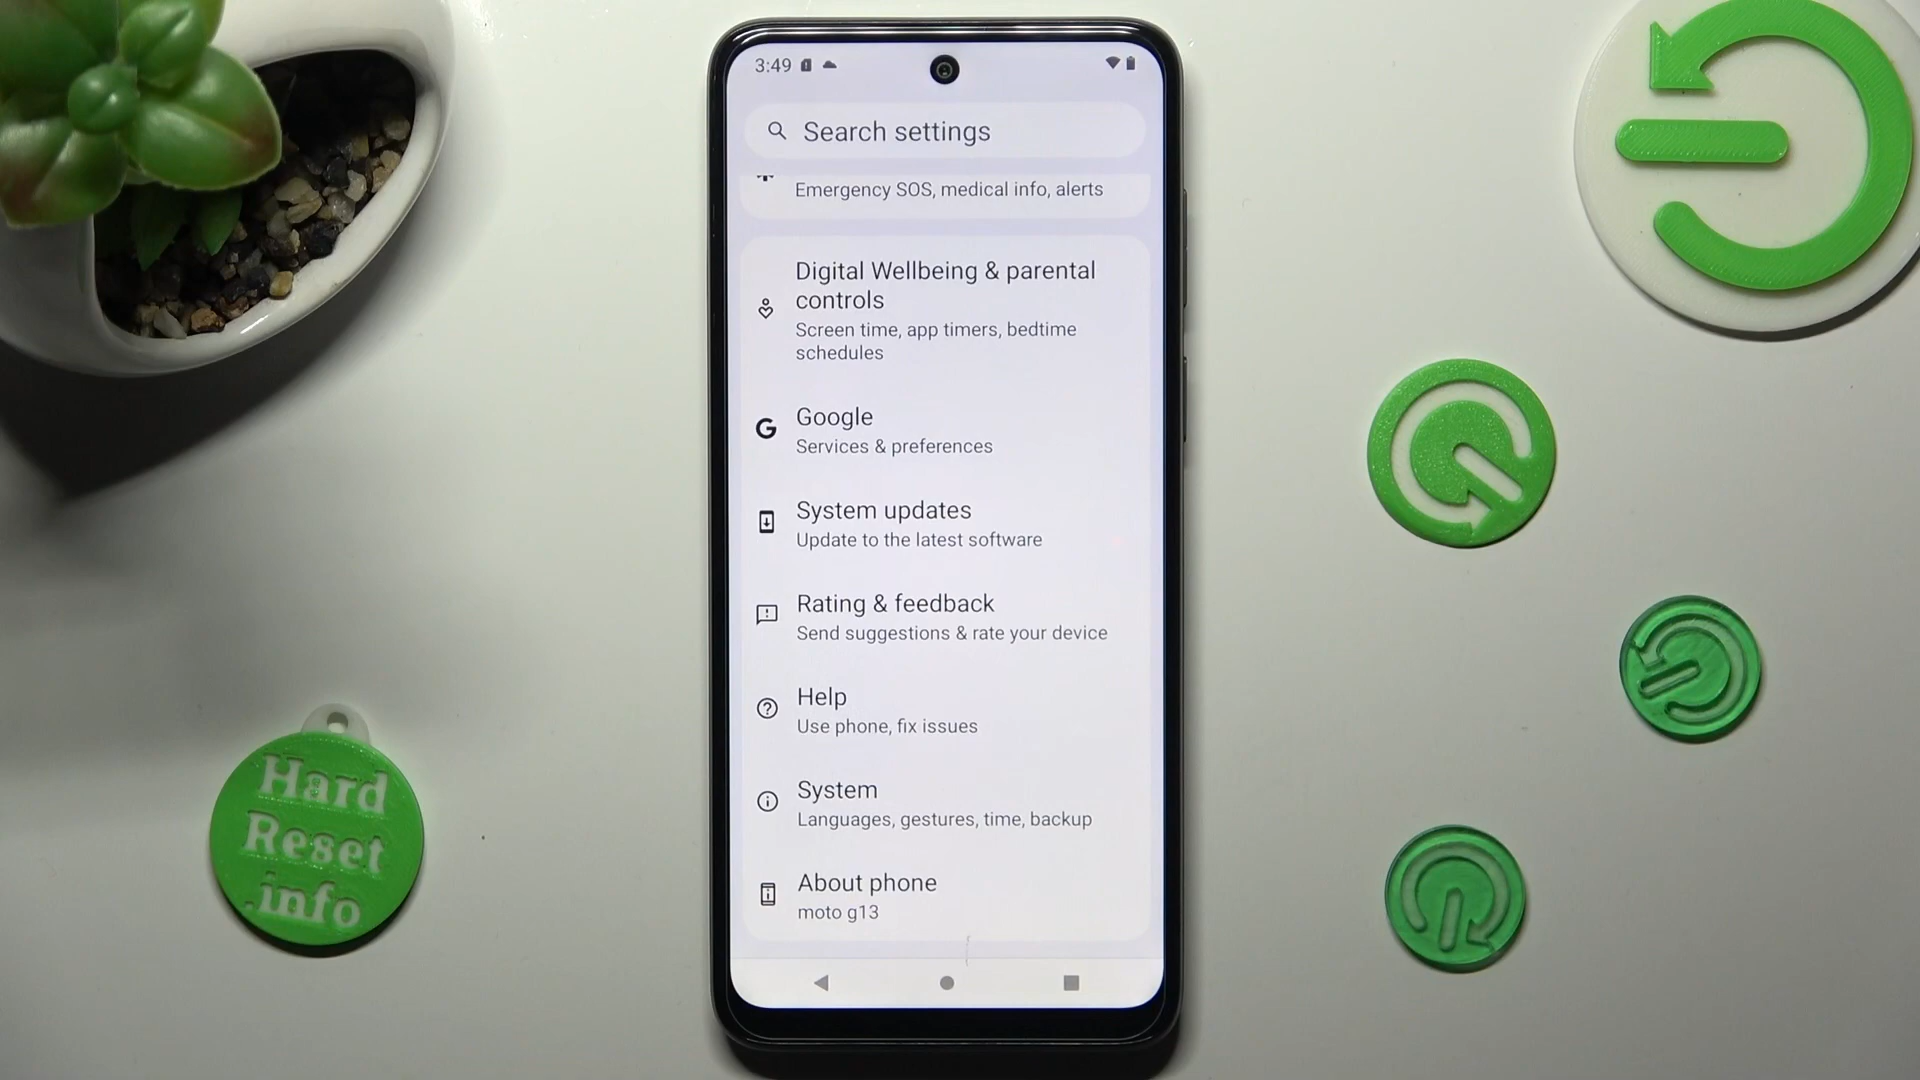 3:49
Search settings
Emergency SOS, medical info, alerts
Digital Wellbeing & parental
controls
Screen time, app timers, bedtime
schedules
Google
Services & preferences
System updates
Update to the latest software
Rating & feedback
Send suggestions & rate your device
Help
Use phone, fix issues
System
Languages, gestures, time, backup
About phone
moto g13
Hard
Reset
.info